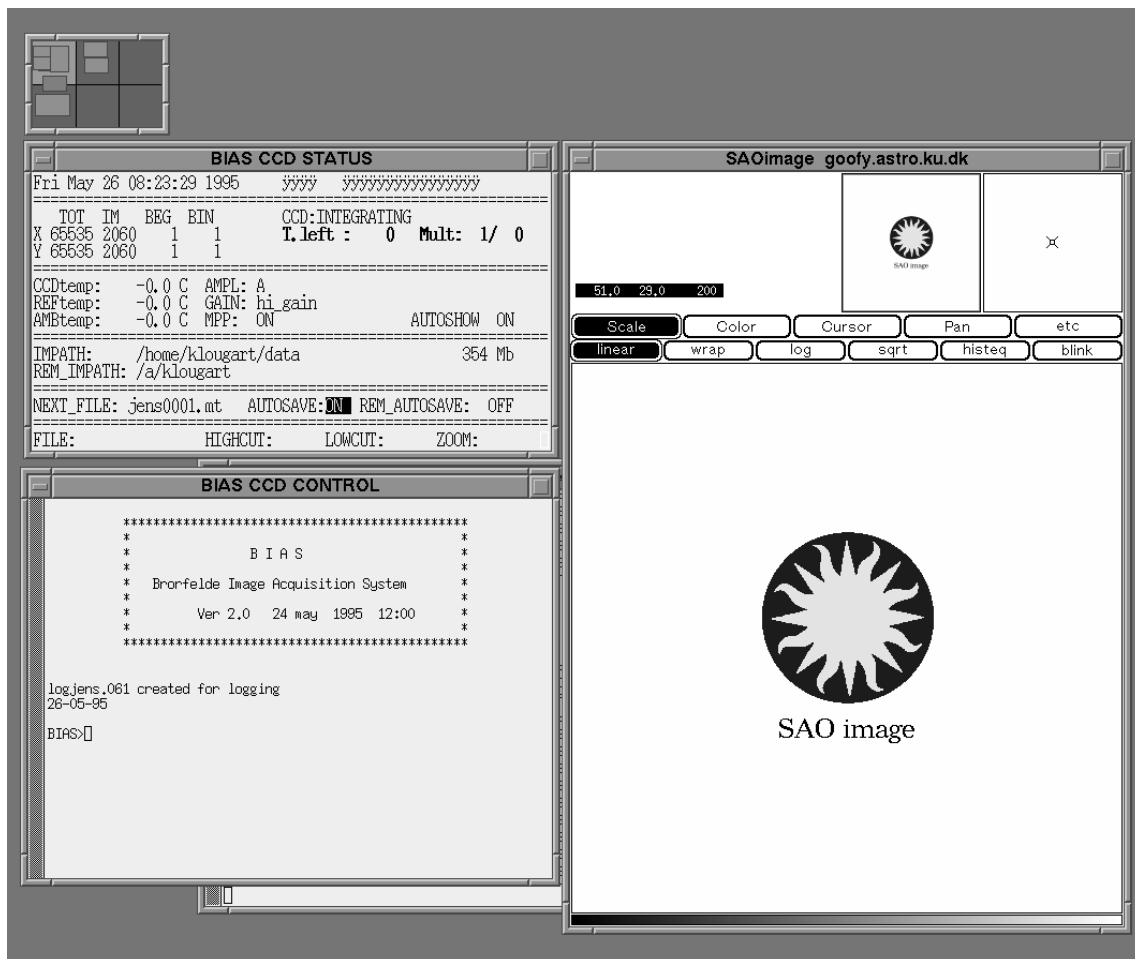 BIAS CCD STATUS
Fri May 26 08:23:29 1995 ÿÿÿÿ ÿÿÿÿÿÿÿÿÿÿÿÿÿÿÿÿ
==========================================================
TOT IM BEG BIN CCD:INTEGRATING
X 65535 2060 1 1 T.left : 0 Mult: 1/ 0
Y 65535 2060 1 1
==========================================================
CCDtemp: -0.0 C AMPL: A
REFtemp: -0.0 C GAIN: hi_gain
AMBtemp: -0.0 C MPP: ON AUTOSHOW ON
==========================================================
IMPATH: /home/klougart/data 354 Mb
REM_IMPATH: /a/klougart
==========================================================
NEXT_FILE: jens0001.mt AUTOSAVE:ON REM_AUTOSAVE: OFF
==========================================================
FILE: HIGHCUT: LOWCUT: ZOOM:
BIAS CCD CONTROL
**********************************************
* *
* B I A S *
* *
* Brorfelde Image Acquisition System *
* *
* Ver 2.0 24 may 1995 12:00 *
* *
**********************************************
logjens.061 created for logging
26-05-95
BIAS>
SAOimage goofy.astro.ku.dk
SAO image
51.0 29.0 200
Scale Color Cursor Pan etc
linear wrap log sqrt histeq blink
SAO image